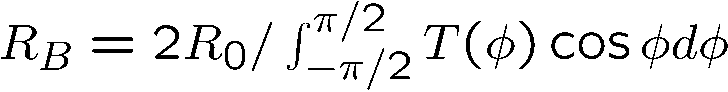 $R_B = 2R_0 / \int_{-\pi/2}^{\pi/2} T(\phi) \cos \phi d\phi$